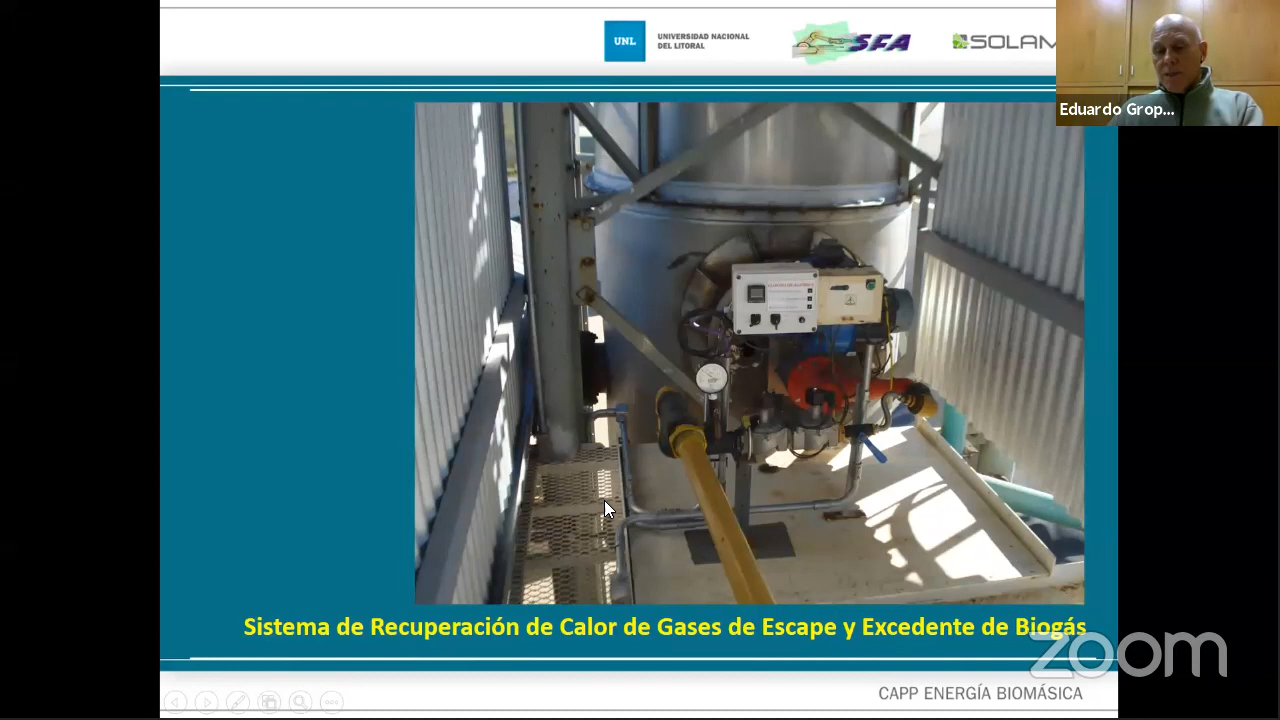 UNL
UNIVERSIDAD NACIONAL
DEL LITORAL
SFA
SOLAM
Eduardo Grop...
Sistema de Recuperación de Calor de Gases de Escape y Excedente de Biogás
zoom
CAPP ENERGÍA BIOMÁSICA